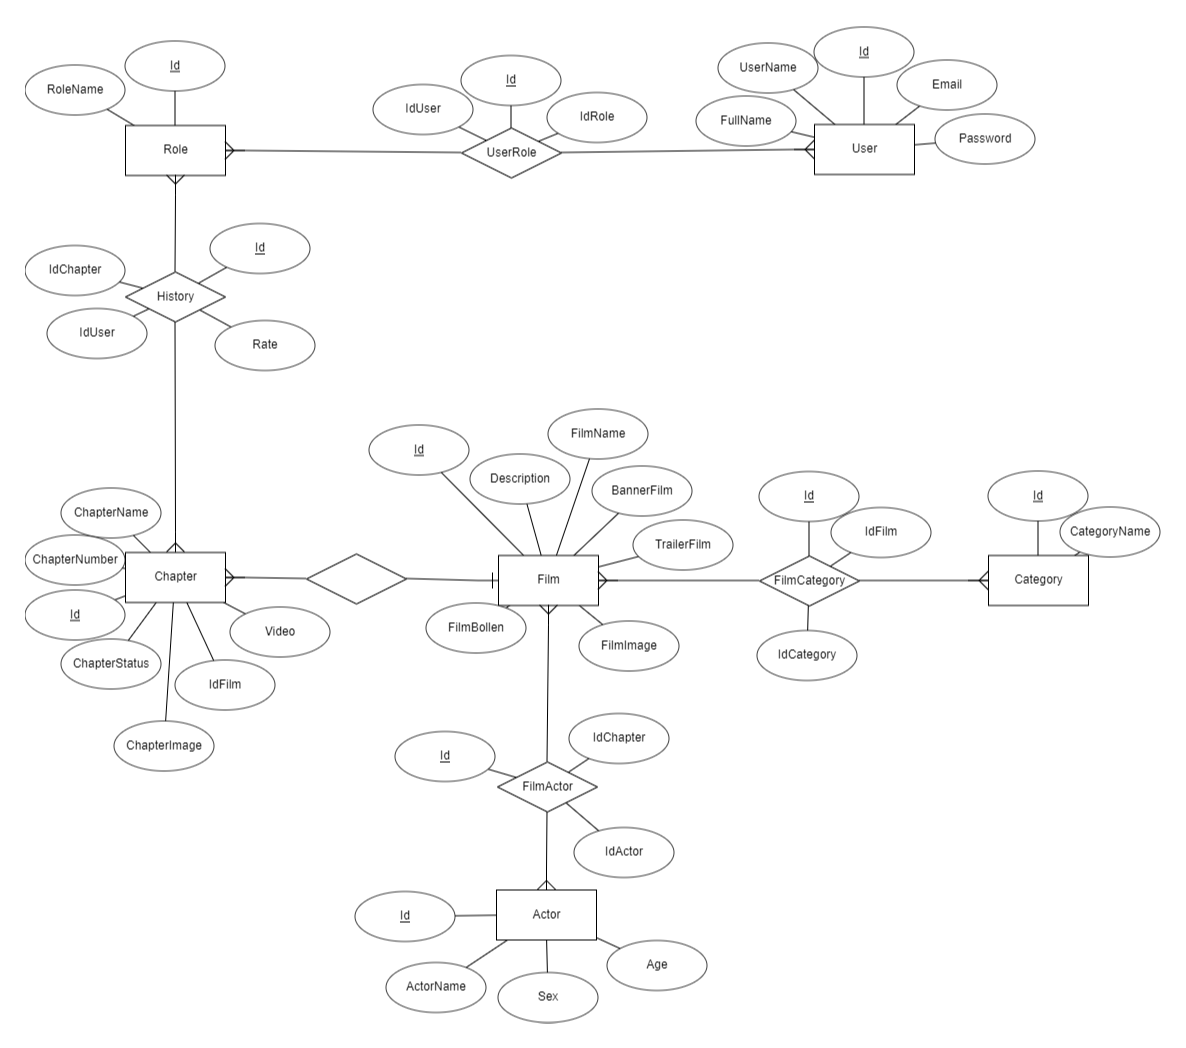 Id
RoleName
Role
Id
IdUser
IdRole
UserRole
UserName
Id
Email
FullName
Password
User
Id
IdChapter
History
IdUser
Rate
ChapterName
ChapterNumber
Chapter
Id
Video
ChapterStatus
IdFilm
ChapterImage
FilmName
Id
Description
BannerFilm
TrailerFilm
Film
FilmBollen
FilmImage
Id
IdFilm
FilmCategory
IdCategory
Id
CategoryName
Category
IdChapter
Id
FilmActor
IdActor
Actor
Id
ActorName
Sex
Age